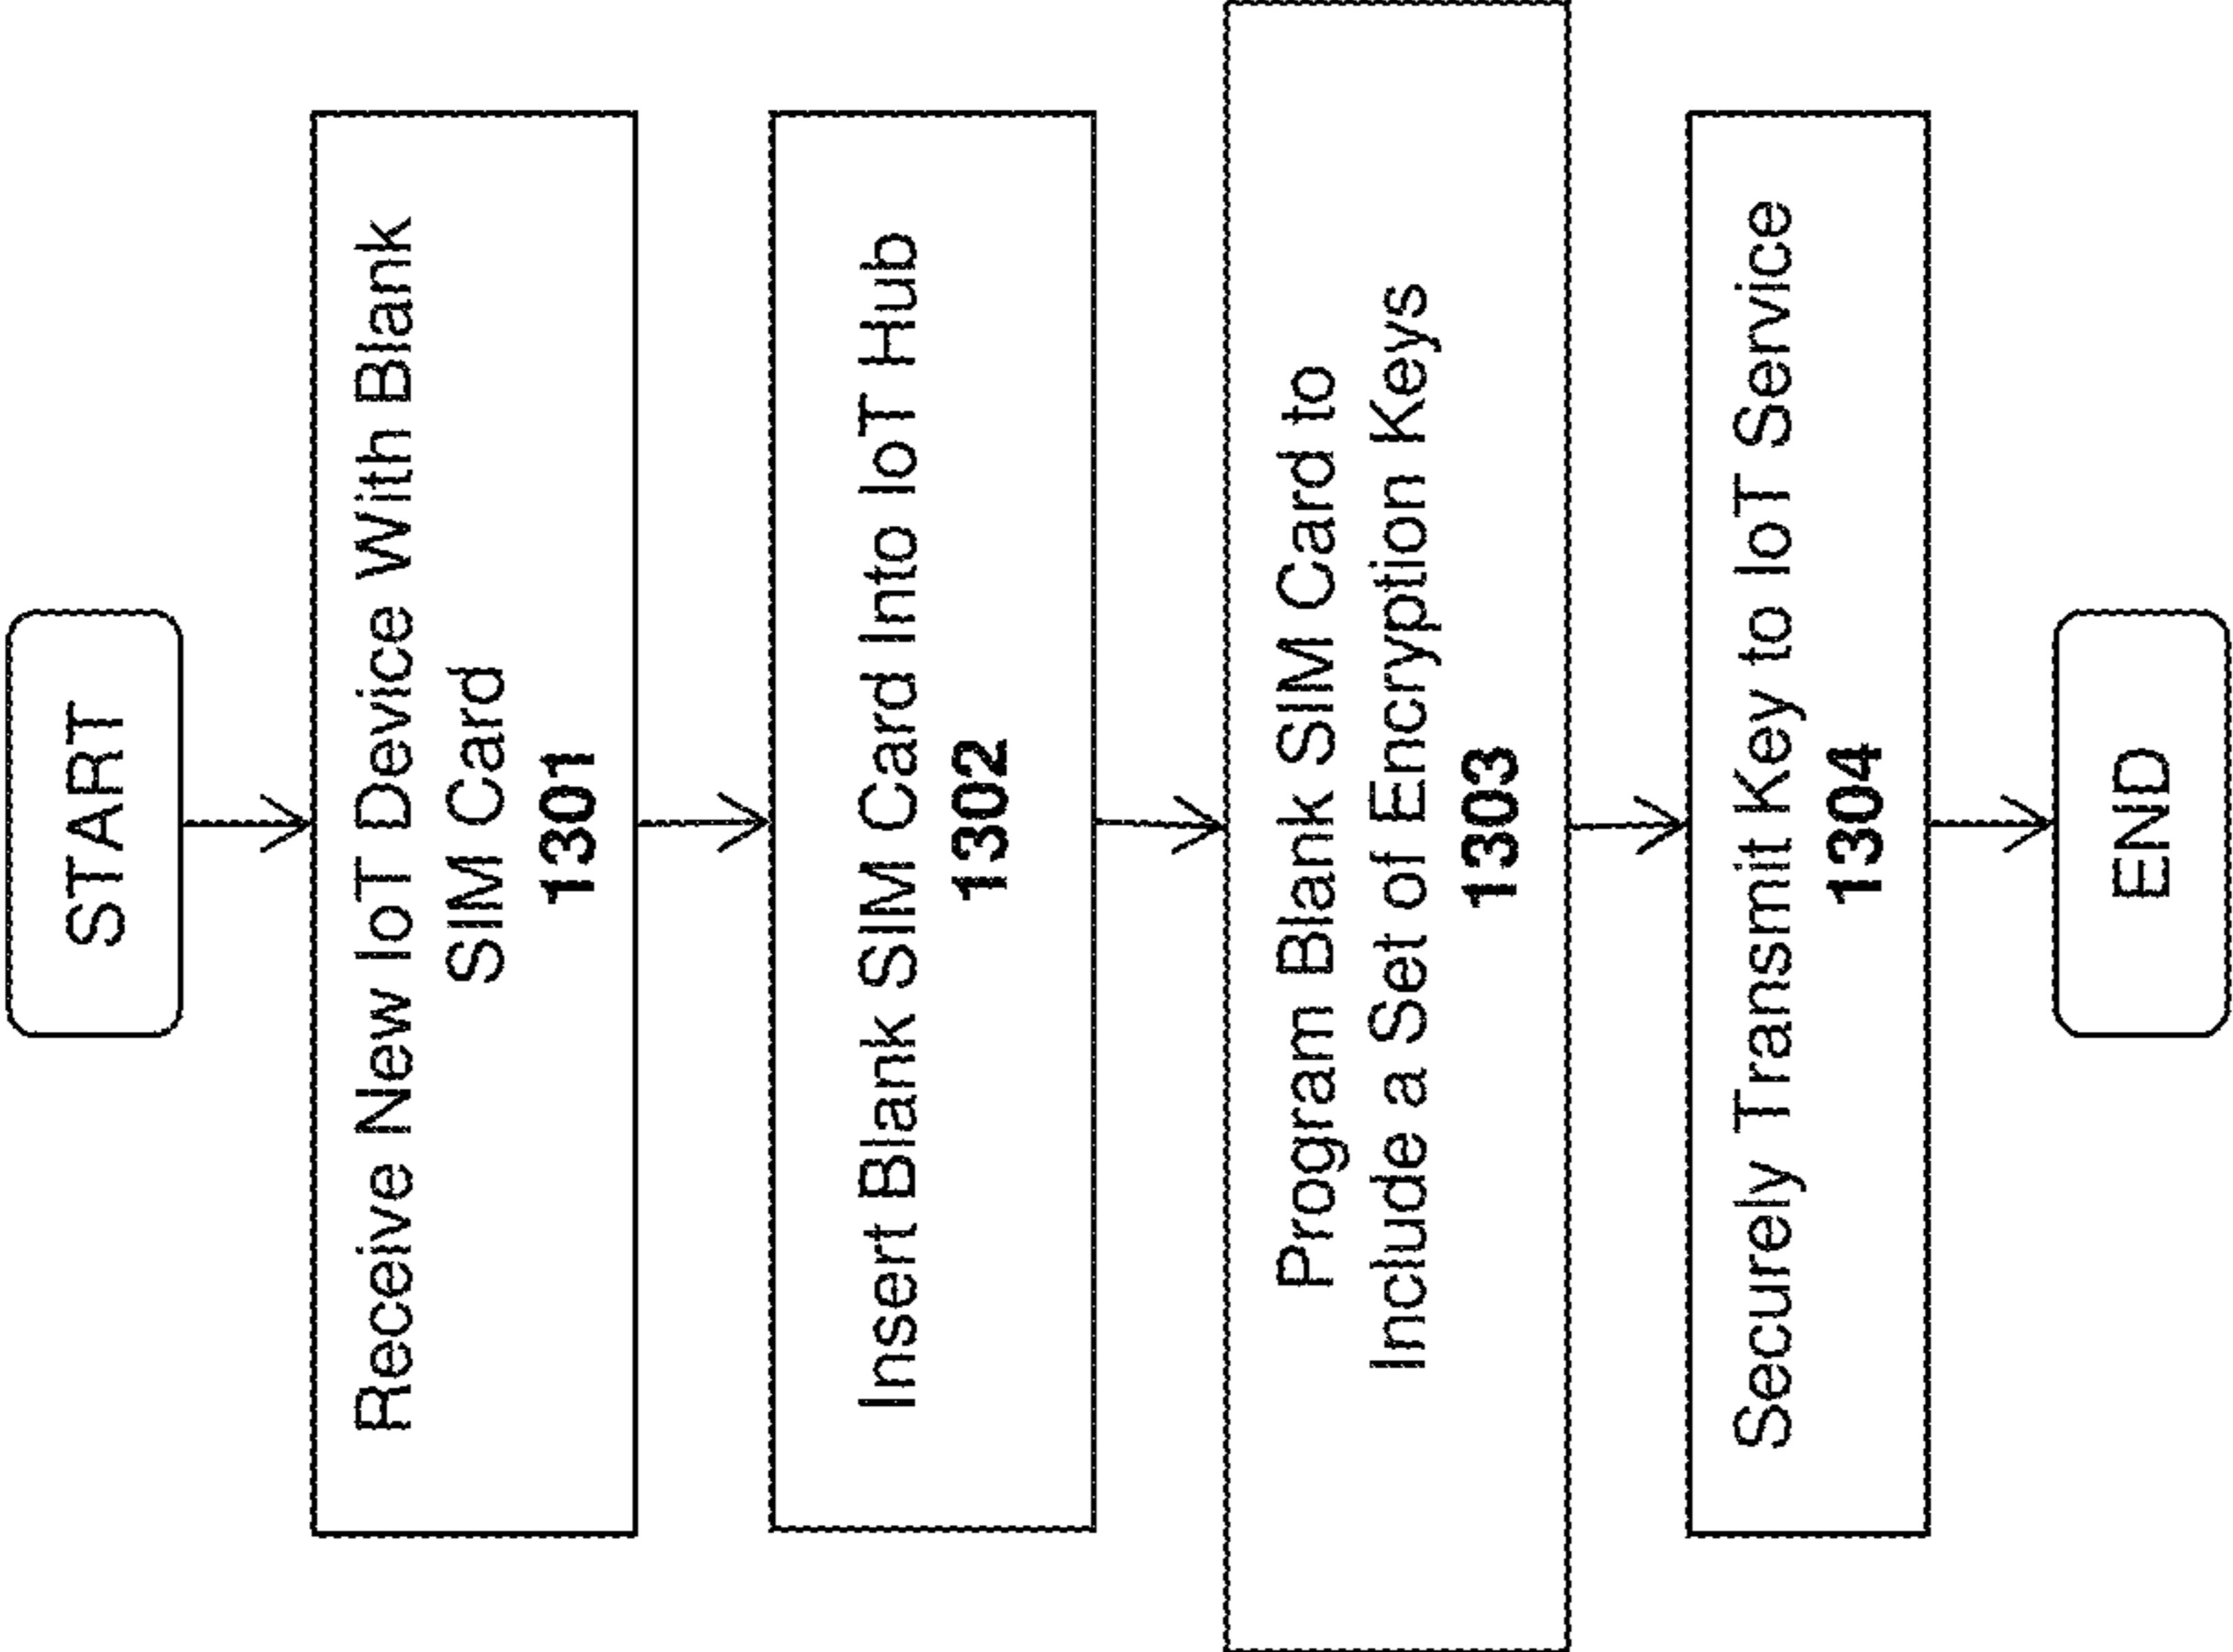 START
Receive New IoT Device With Blank
SIM Card
1301
Insert Blank SIM Card Into IoT Hub
1302
Program Blank SIM Card to
Include a Set of Encryption Keys
1303
Securely Transmit Key to IoT Service
1304
END